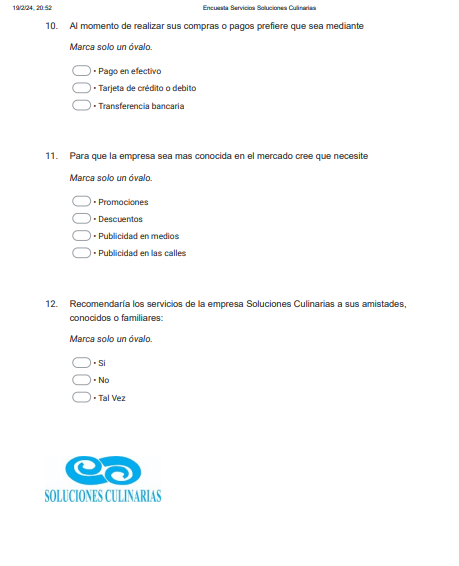 19/2/24, 20:52 Encuesta Servicios Soluciones Culinarias
10. Al momento de realizar sus compras o pagos prefiere que sea mediante
Marca solo un óvalo.
• Pago en efectivo
• Tarjeta de crédito o debito
• Transferencia bancaria
11. Para que la empresa sea mas conocida en el mercado cree que necesite
Marca solo un óvalo.
• Promociones
• Descuentos
• Publicidad en medios
• Publicidad en las calles
12. Recomendaría los servicios de la empresa Soluciones Culinarias a sus amistades,
conocidos o familiares:
Marca solo un óvalo.
• Si
• No
• Tal Vez
SOLUCIONES CULINARIAS